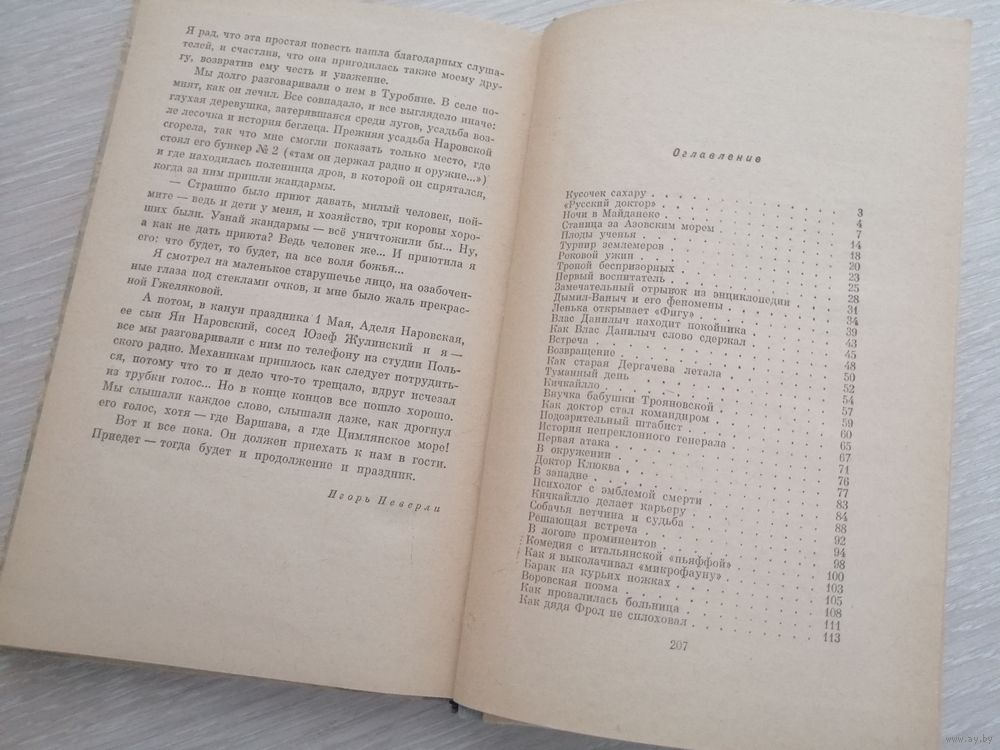 Я рад, что эта простая повесть нашла благодарных слуша-
телей, и счастлив, что она пригодилась также моему дру-
гу, возвратив ему честь и уважение.
Мы долго разговаривали о нем в Туробине. В селе по-
мнят, как он лечил. Все совпадало, и все выглядело иначе:
глухая деревушка, затерявшаяся среди лугов, усадьба воз-
ле лесочка и история беглеца. Прежняя усадьба Наровской
сгорела, так что мне смогли показать только место, где
стоял его бункер № 2 («там он держал радио и оружие...»)
и где находилась поленница дров, в которой он спрятался,
когда за ним пришли жандармы.
— Страшно было приют давать, милый человек, пой-
мите — ведь и дети у меня, и хозяйство, три коровы хоро-
ших были. Узнай жандармы — всё уничтожили бы... Ну,
а как не дать приюта? Ведь человек же... И приютила я
его: что будет, то будет, на все воля божья...
Я смотрел на маленькое старушечье лицо, на озабочен-
ные глаза под стеклами очков, и мне было жаль прекрас-
ной Гжеляковой.
А потом, в канун праздника 1 Мая, Аделя Наровская,
ее сын Ян Наровский, сосед Юзеф Жулинский и я —
все мы разговаривали с ним по телефону из студии Поль-
ского радио. Механикам пришлось как следует потрудить-
ся, потому что то и дело что-то трещало, вдруг исчезал
из трубки голос... Но в конце концов все пошло хорошо.
Мы слышали каждое слово, слышали даже, как дрогнул
его голос, хотя — где Варшава, а где Цимлянское море!
Вот и все пока. Он должен приехать к нам в гости.
Приедет — тогда будет и продолжение и праздник.
Игорь Неверли
Оглавление
Кусочек сахару . . . 3
«Русский доктор» . . . 4
Ночи в Майданеке . . . 7
Станица за Азовским морем . . . 14
Плоды ученья . . . 18
Турнир землемеров . . . 20
Роковой ужин . . . 23
Тропой беспризорных . . . 25
Первый воспитатель . . . 28
Замечательный отрывок из энциклопедии . . . 31
Дымил-Ваныч и его феномены . . . 34
Ленька открывает «Фигу» . . . 39
Влас Данилыч находит покойника . . . 43
Как Влас Данилыч слово сдержал . . . 45
Встреча . . . 48
Возвращение . . . 50
Как старая Дергачева летала . . . 52
Туманный день . . . 54
Кичкайлло . . . 57
Внучка бабушки Трояновской . . . 59
Как доктор стал командиром . . . 60
Подозрительный штабист . . . 65
История непреклонного генерала . . . 67
Первая атака . . . 71
В окружении . . . 76
Доктор Клюква . . . 77
В западне . . . 83
Психолог с эмблемой смерти . . . 84
Кичкайлло делает карьеру . . . 88
Собачья ветчина и судьба . . . 92
Решающая встреча . . . 94
В логове проминентов . . . 98
Комедия с итальянской «пьяффой» . . . 100
Как я выколачивал «микрофауну» . . . 103
Барак на курьих ножках . . . 105
Воровская поэма . . . 108
Как провалилась больница . . . 111
Как дядя Фрод не сплоховал . . . 113
207
www.ay.by